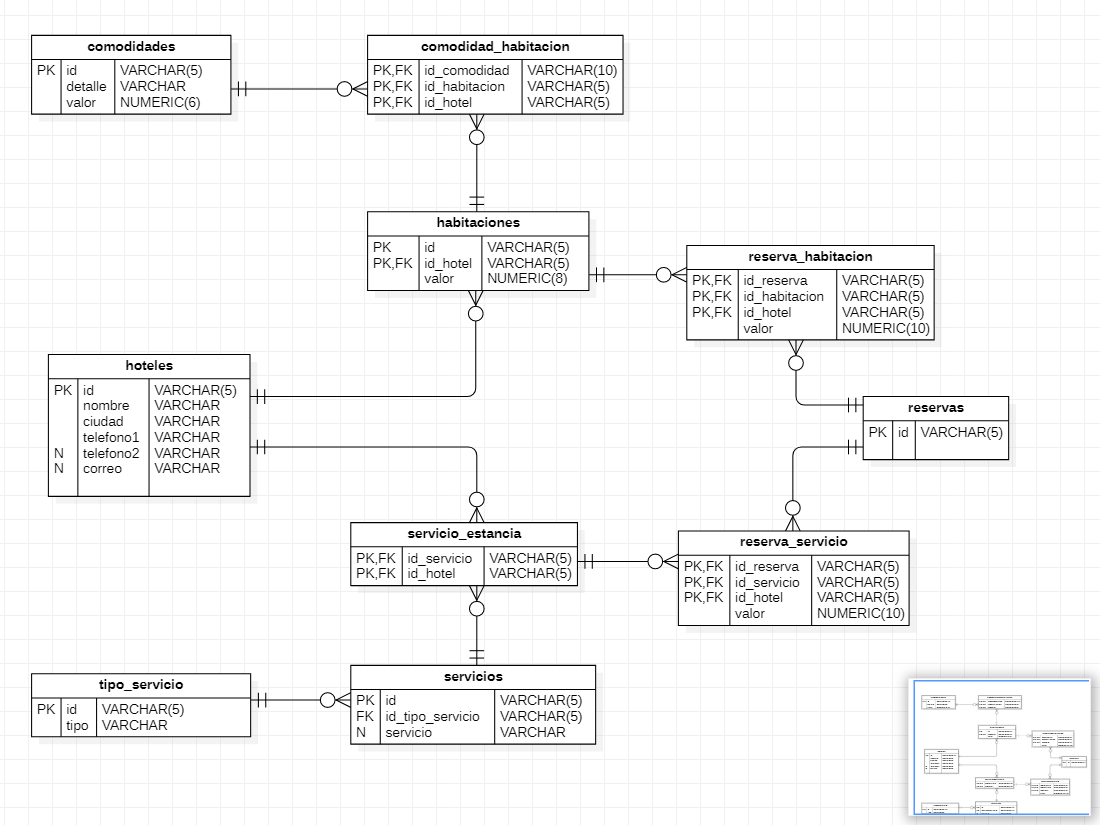 comodidades
PK id VARCHAR(5)
detalle VARCHAR
valor NUMERIC(6)
comodidad_habitacion
PK,FK id_comodidad VARCHAR(10)
PK,FK id_habitacion VARCHAR(5)
PK,FK id_hotel VARCHAR(5)
habitaciones
PK id VARCHAR(5)
PK,FK id_hotel VARCHAR(5)
valor NUMERIC(8)
reserva_habitacion
PK,FK id_reserva VARCHAR(5)
PK,FK id_habitacion VARCHAR(5)
PK,FK id_hotel VARCHAR(5)
valor NUMERIC(10)
hoteles
PK id VARCHAR(5)
nombre VARCHAR
ciudad VARCHAR
telefono1 VARCHAR
N telefono2 VARCHAR
N correo VARCHAR
reservas
PK id VARCHAR(5)
servicio_estancia
PK,FK id_servicio VARCHAR(5)
PK,FK id_hotel VARCHAR(5)
reserva_servicio
PK,FK id_reserva VARCHAR(5)
PK,FK id_servicio VARCHAR(5)
PK,FK id_hotel VARCHAR(5)
valor NUMERIC(10)
tipo_servicio
PK id VARCHAR(5)
tipo VARCHAR
servicios
PK id VARCHAR(5)
FK id_tipo_servicio VARCHAR(5)
N servicio VARCHAR